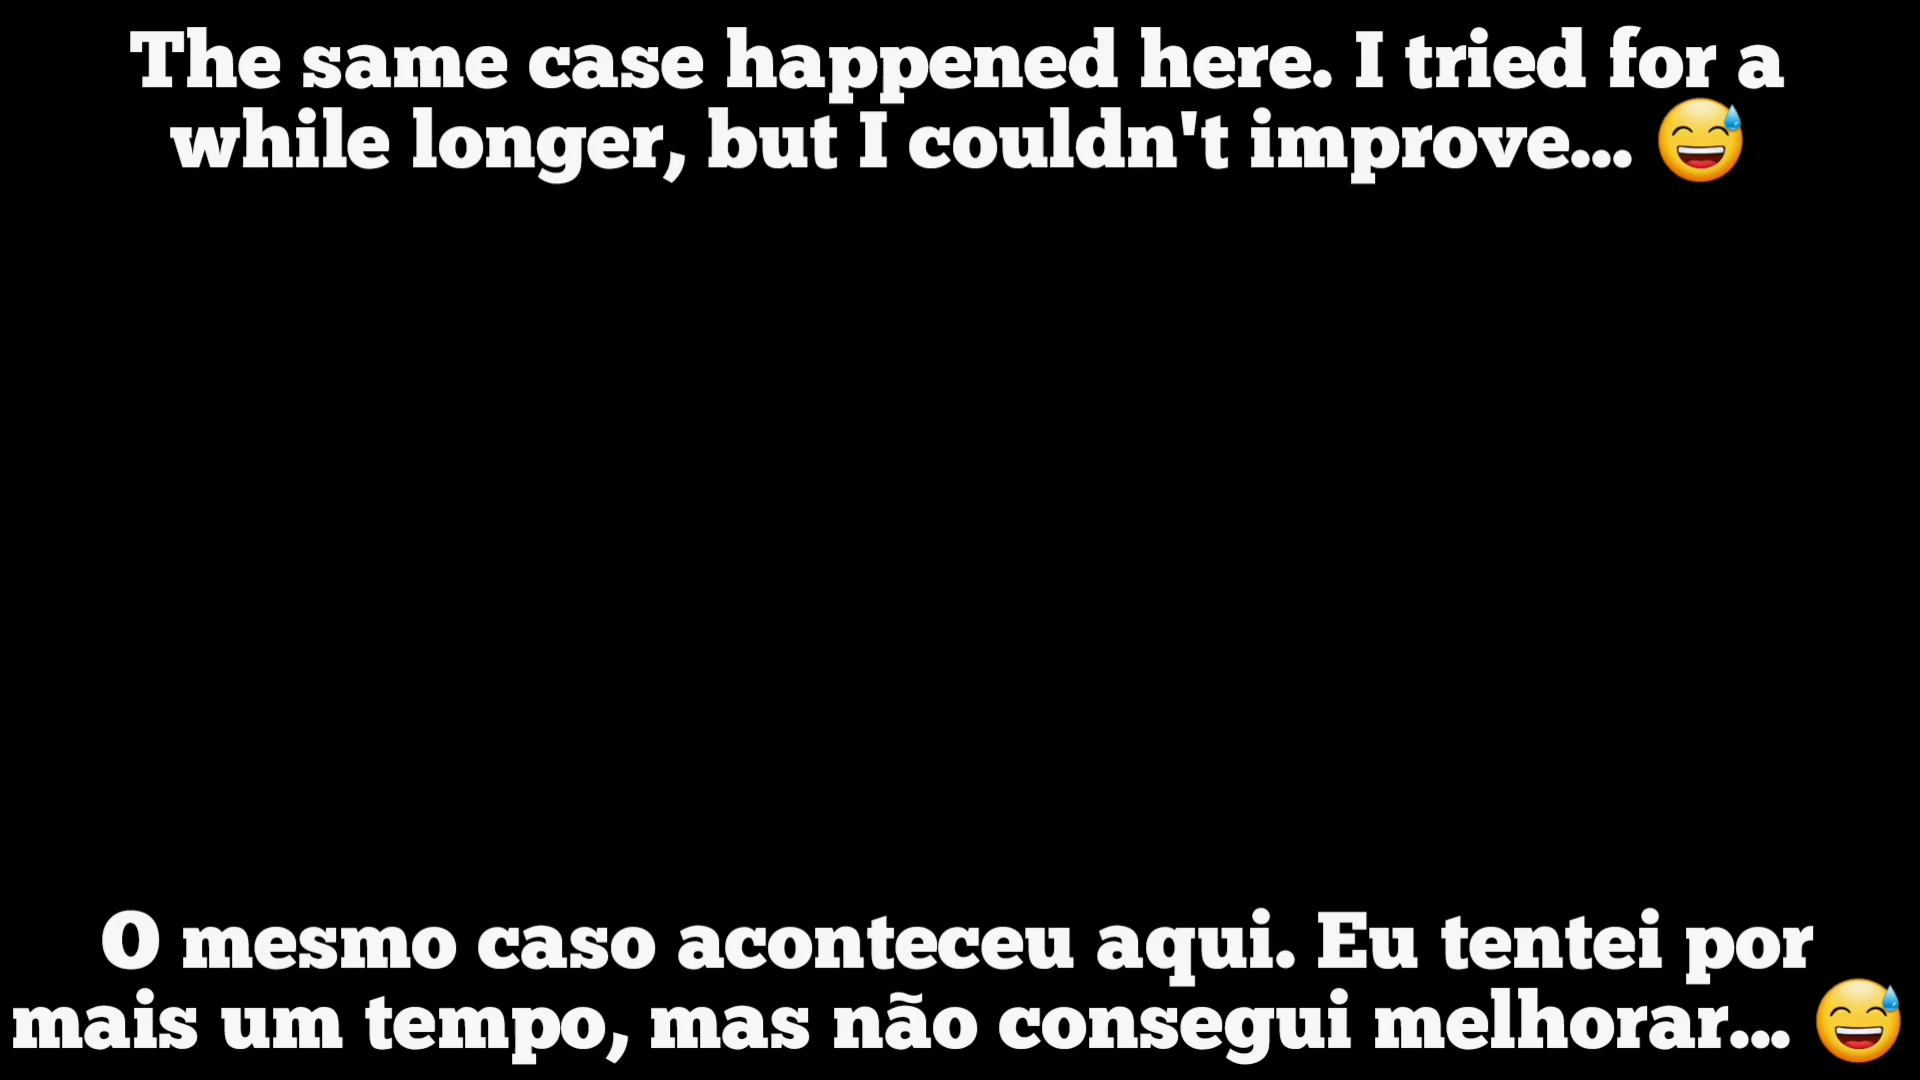 The same case happened here. I tried for a
while longer, but I couldn't improve... 😅
O mesmo caso aconteceu aqui. Eu tentei por
mais um tempo, mas não consegui melhorar... 😅